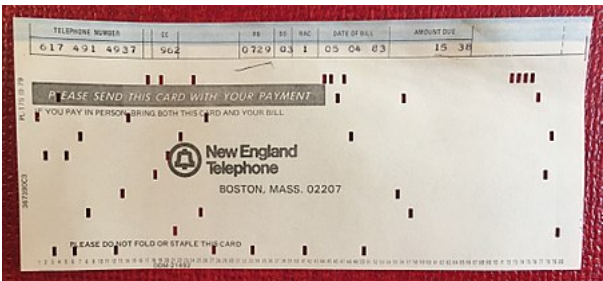 TELEPHONE NUMBER CC RB DO RAC DATE OF BILL AMOUNT DUE
617 491 4937 962 0729 03 1 05 04 83 15 38
PLEASE SEND THIS CARD WITH YOUR PAYMENT
IF YOU PAY IN PERSON, BRING BOTH THIS CARD AND YOUR BILL
New England
Telephone
BOSTON, MASS. 02207
PLEASE DO NOT FOLD OR STAPLE THIS CARD